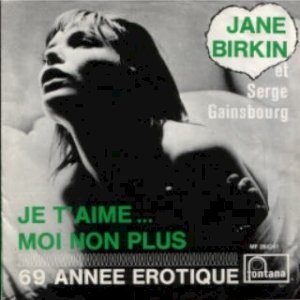 JANE
BIRKIN
et
Serge
Gainsbourg
JE T'AIME...
MOI NON PLUS
69 ANNEE EROTIQUE
fontana